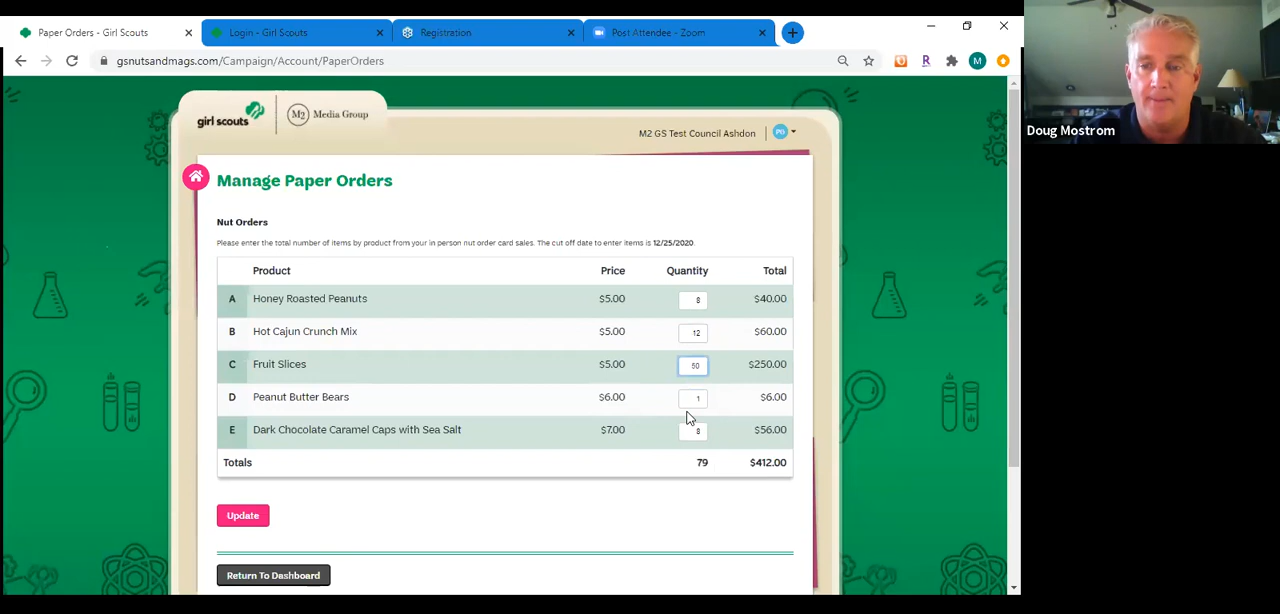 Paper Orders - Girl Scouts
Login - Girl Scouts
Registration
Post Attendee - Zoom
gsnutsandmags.com/Campaign/Account/PaperOrders
R
M
girl scouts
M2 Media Group
M2 GS Test Council Ashdon
PO
Doug Mostrom
Manage Paper Orders
Nut Orders
Please enter the total number of items by product from your in person nut order card sales. The cut off date to enter items is 12/25/2020.
Product Price Quantity Total
A Honey Roasted Peanuts $5.00 8 $40.00
B Hot Cajun Crunch Mix $5.00 12 $60.00
C Fruit Slices $5.00 50 $250.00
D Peanut Butter Bears $6.00 1 $6.00
E Dark Chocolate Caramel Caps with Sea Salt $7.00 8 $56.00
Totals 79 $412.00
Update
Return To Dashboard